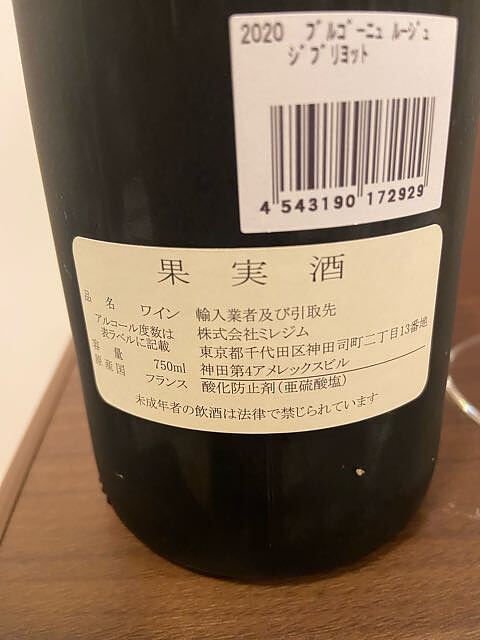 2020 ﾌﾞﾙｺﾞｰﾆｭ ﾙｰｼﾞｭ
ｼﾞﾌﾞﾘﾖｯﾄ
4 543190 172929
果実酒
品名 ワイン
アルコール度数は
表ラベルに記載
容量 750ml
原産国 フランス
輸入業者及び引取先
株式会社ミレジム
東京都千代田区神田司町二丁目13番地
神田第4アメレックスビル
酸化防止剤(亜硫酸塩)
未成年者の飲酒は法律で禁じられています